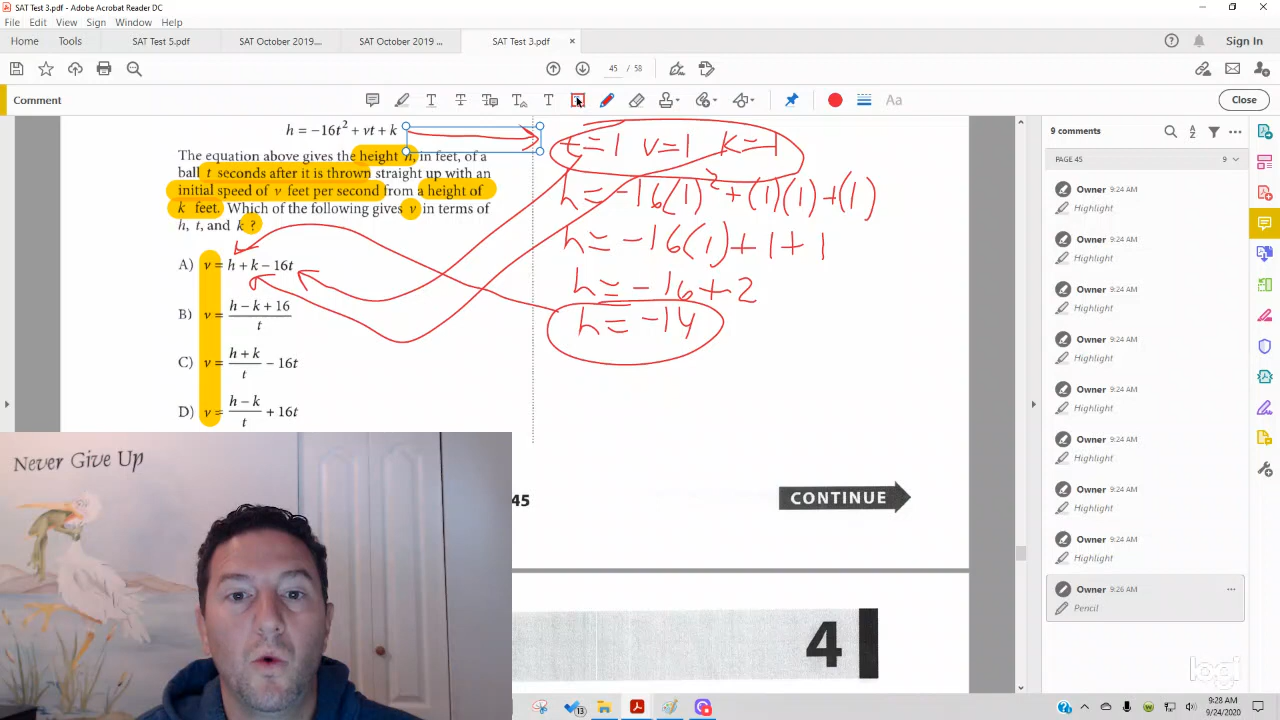 SAT Test 3.pdf - Adobe Acrobat Reader DC
File Edit View Sign Window Help
Home Tools SAT Test 5.pdf SAT October 2019.... SAT October 2019 ... SAT Test 3.pdf × Sign In
45 / 58
Comment Aa Close
h = −16t² + vt + k
The equation above gives the height h, in feet, of a
ball t seconds after it is thrown straight up with an
initial speed of v feet per second from a height of
k feet. Which of the following gives v in terms of
h, t, and k ?
A) v = h + k − 16t
B) v = (h − k + 16) / t
C) v = (h + k) / t − 16t
D) v = (h − k) / t + 16t
t=1 v=1 k=1
h = -16(1)² + (1)(1) + (1)
h = -16(1) + 1 + 1
h = -16 + 2
h = -14
45
CONTINUE
4
Never Give Up
9 comments
PAGE 45 9
Owner 9:24 AM
Highlight
Owner 9:24 AM
Highlight
Owner 9:24 AM
Highlight
Owner 9:24 AM
Highlight
Owner 9:24 AM
Highlight
Owner 9:24 AM
Highlight
Owner 9:24 AM
Highlight
Owner 9:24 AM
Highlight
Owner 9:26 AM ...
Pencil
logi
13
9:28 AM
9/24/2020